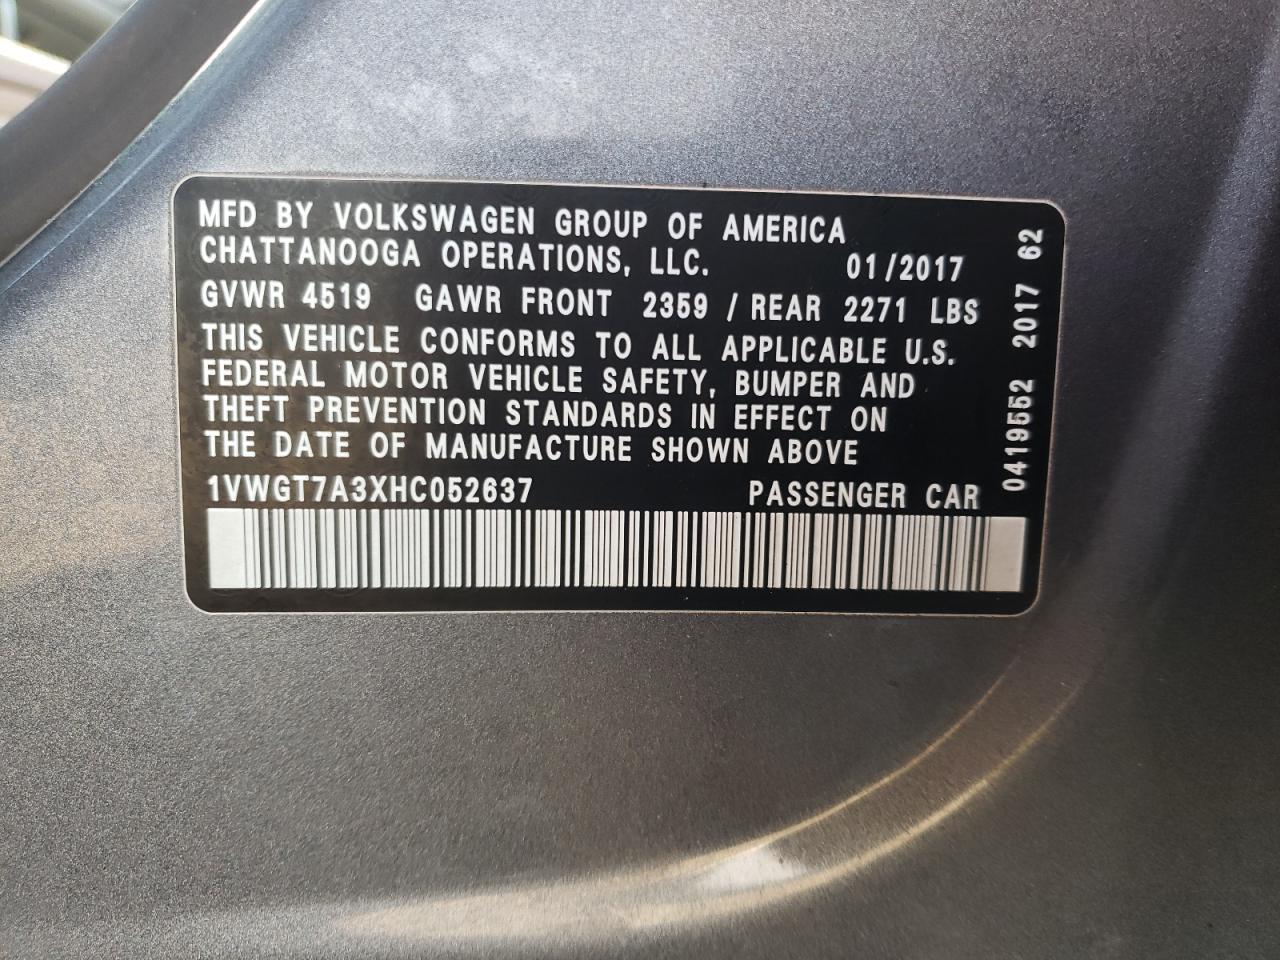 MFD BY VOLKSWAGEN GROUP OF AMERICA
CHATTANOOGA OPERATIONS, LLC. 01/2017
GVWR 4519 GAWR FRONT 2359 / REAR 2271 LBS
THIS VEHICLE CONFORMS TO ALL APPLICABLE U.S.
FEDERAL MOTOR VEHICLE SAFETY, BUMPER AND
THEFT PREVENTION STANDARDS IN EFFECT ON
THE DATE OF MANUFACTURE SHOWN ABOVE
1VWGT7A3XHC052637 PASSENGER CAR
0419552 2017 62